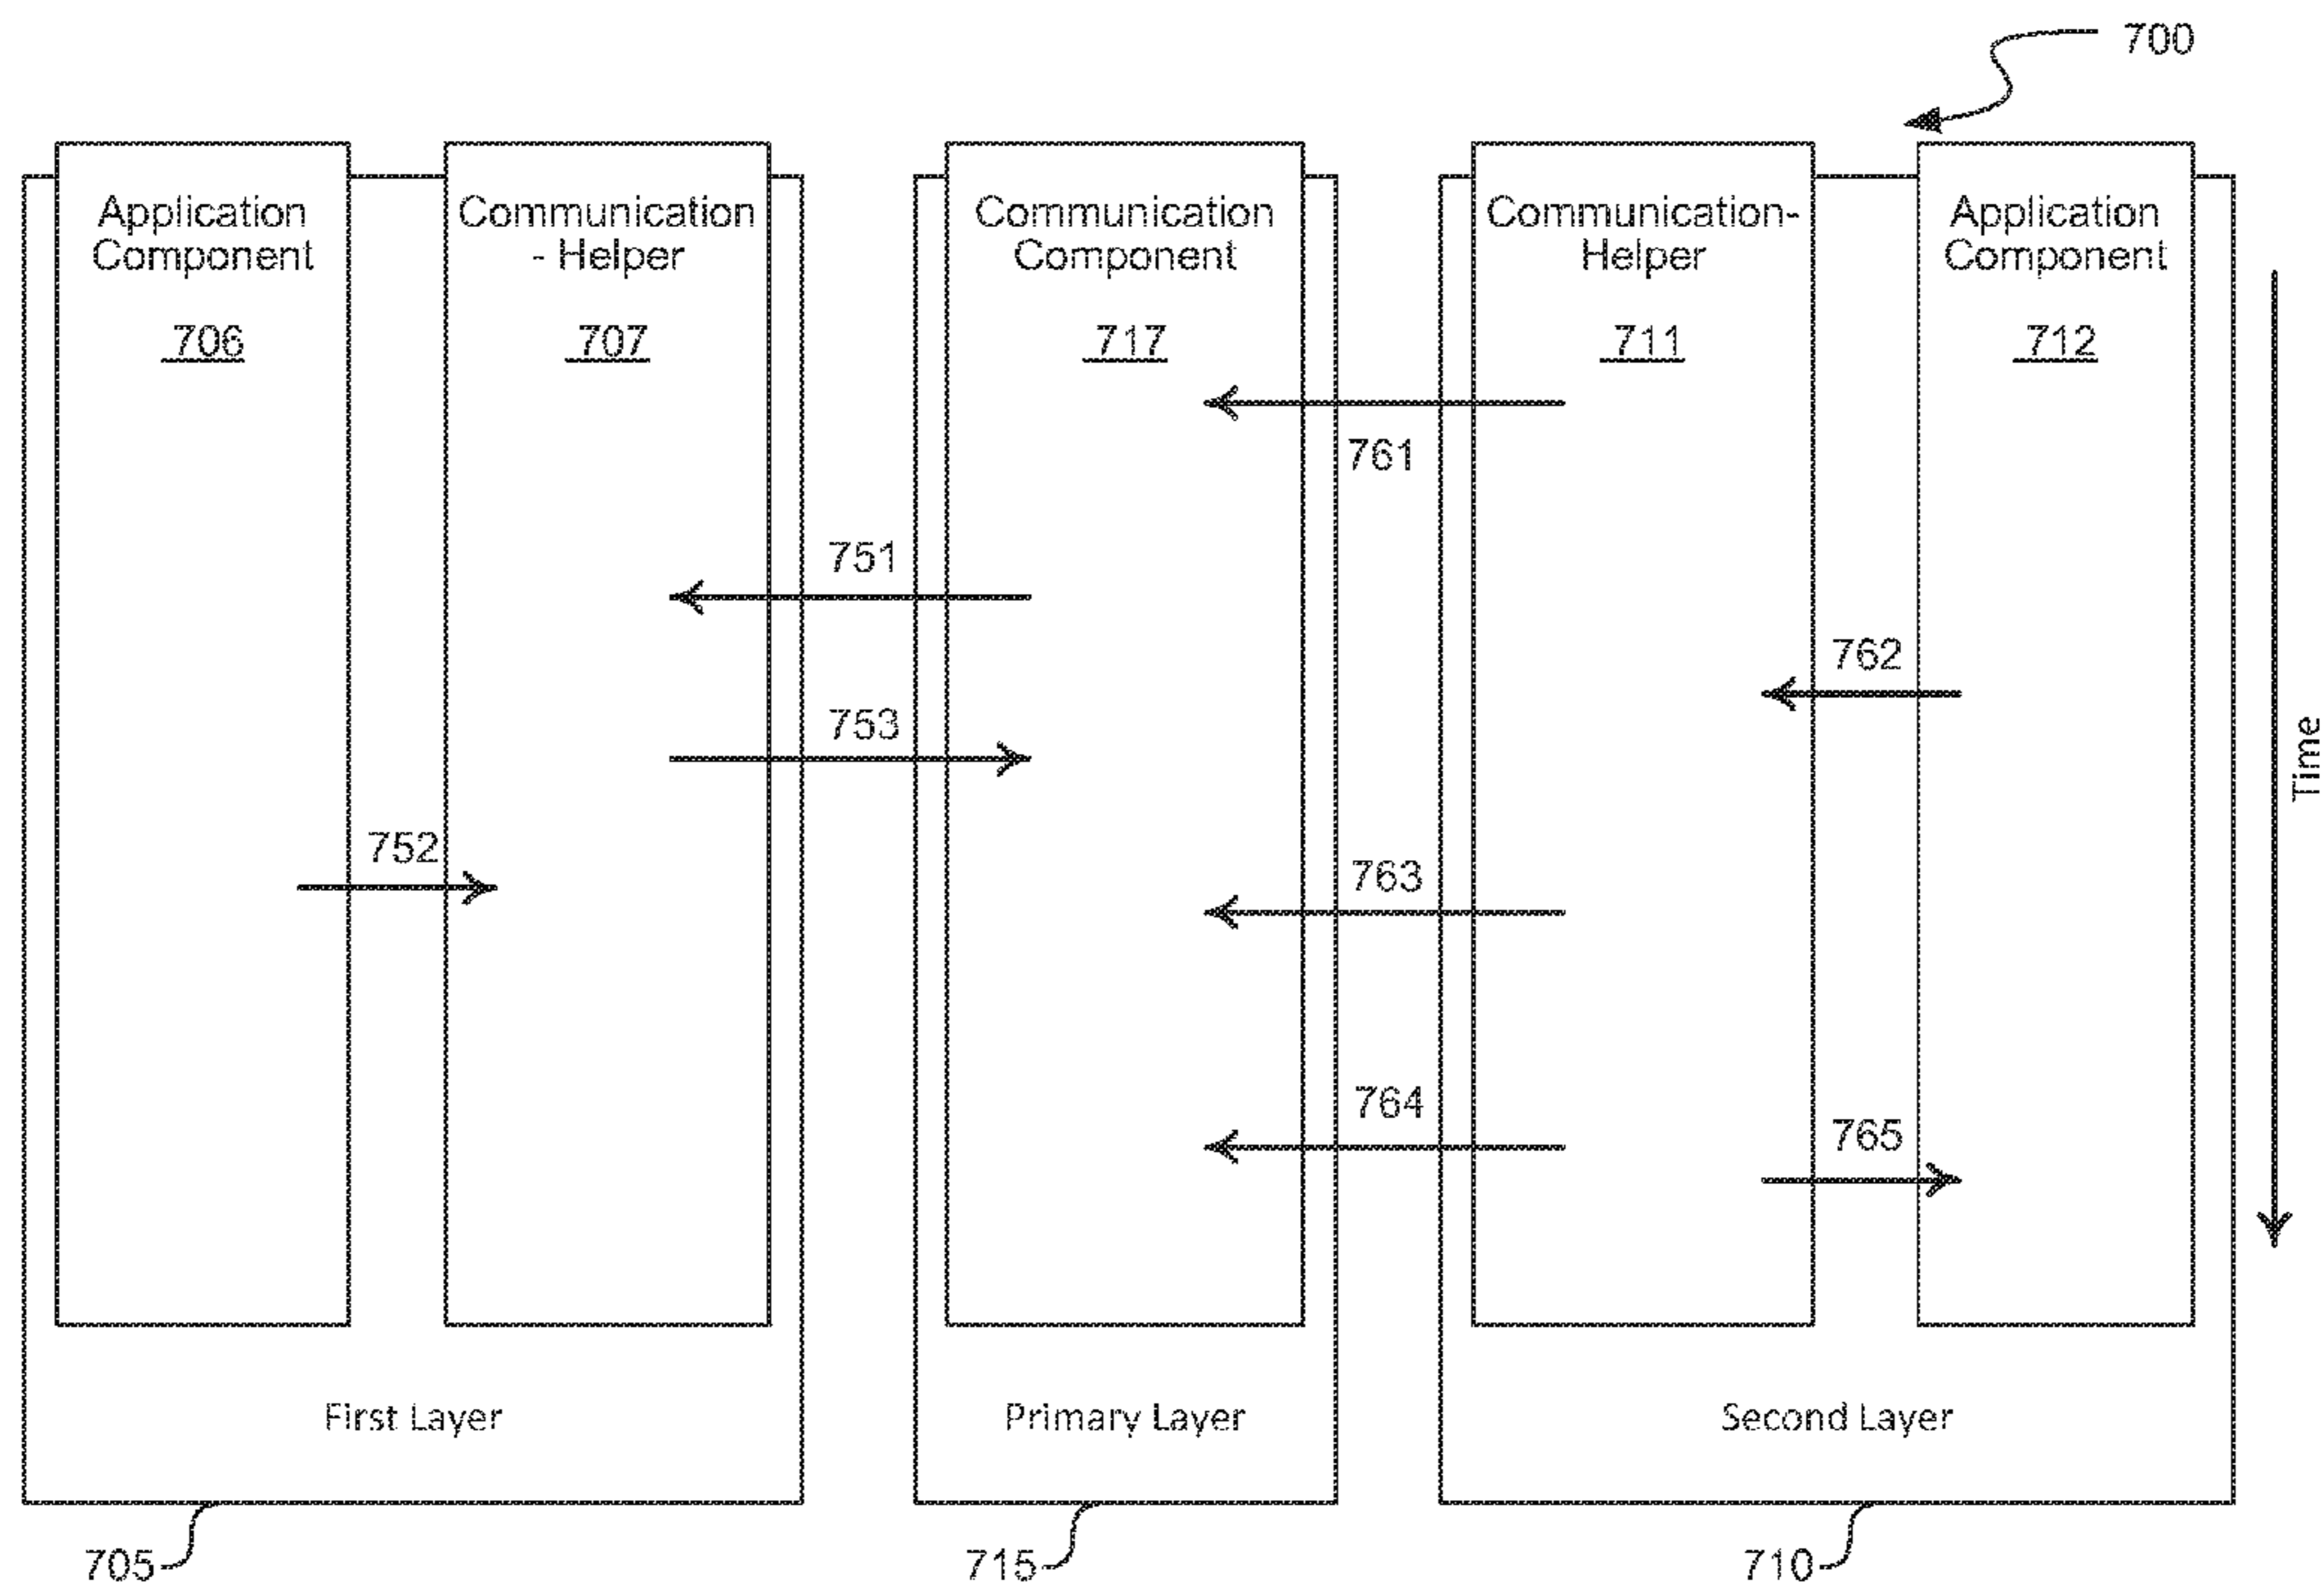 700
Application
Component
706
Communication
- Helper
707
Communication
Component
717
Communication-
Helper
711
Application
Component
712
761
751
762
753
Time
752
763
764
765
First Layer
Primary Layer
Second Layer
705
715
710